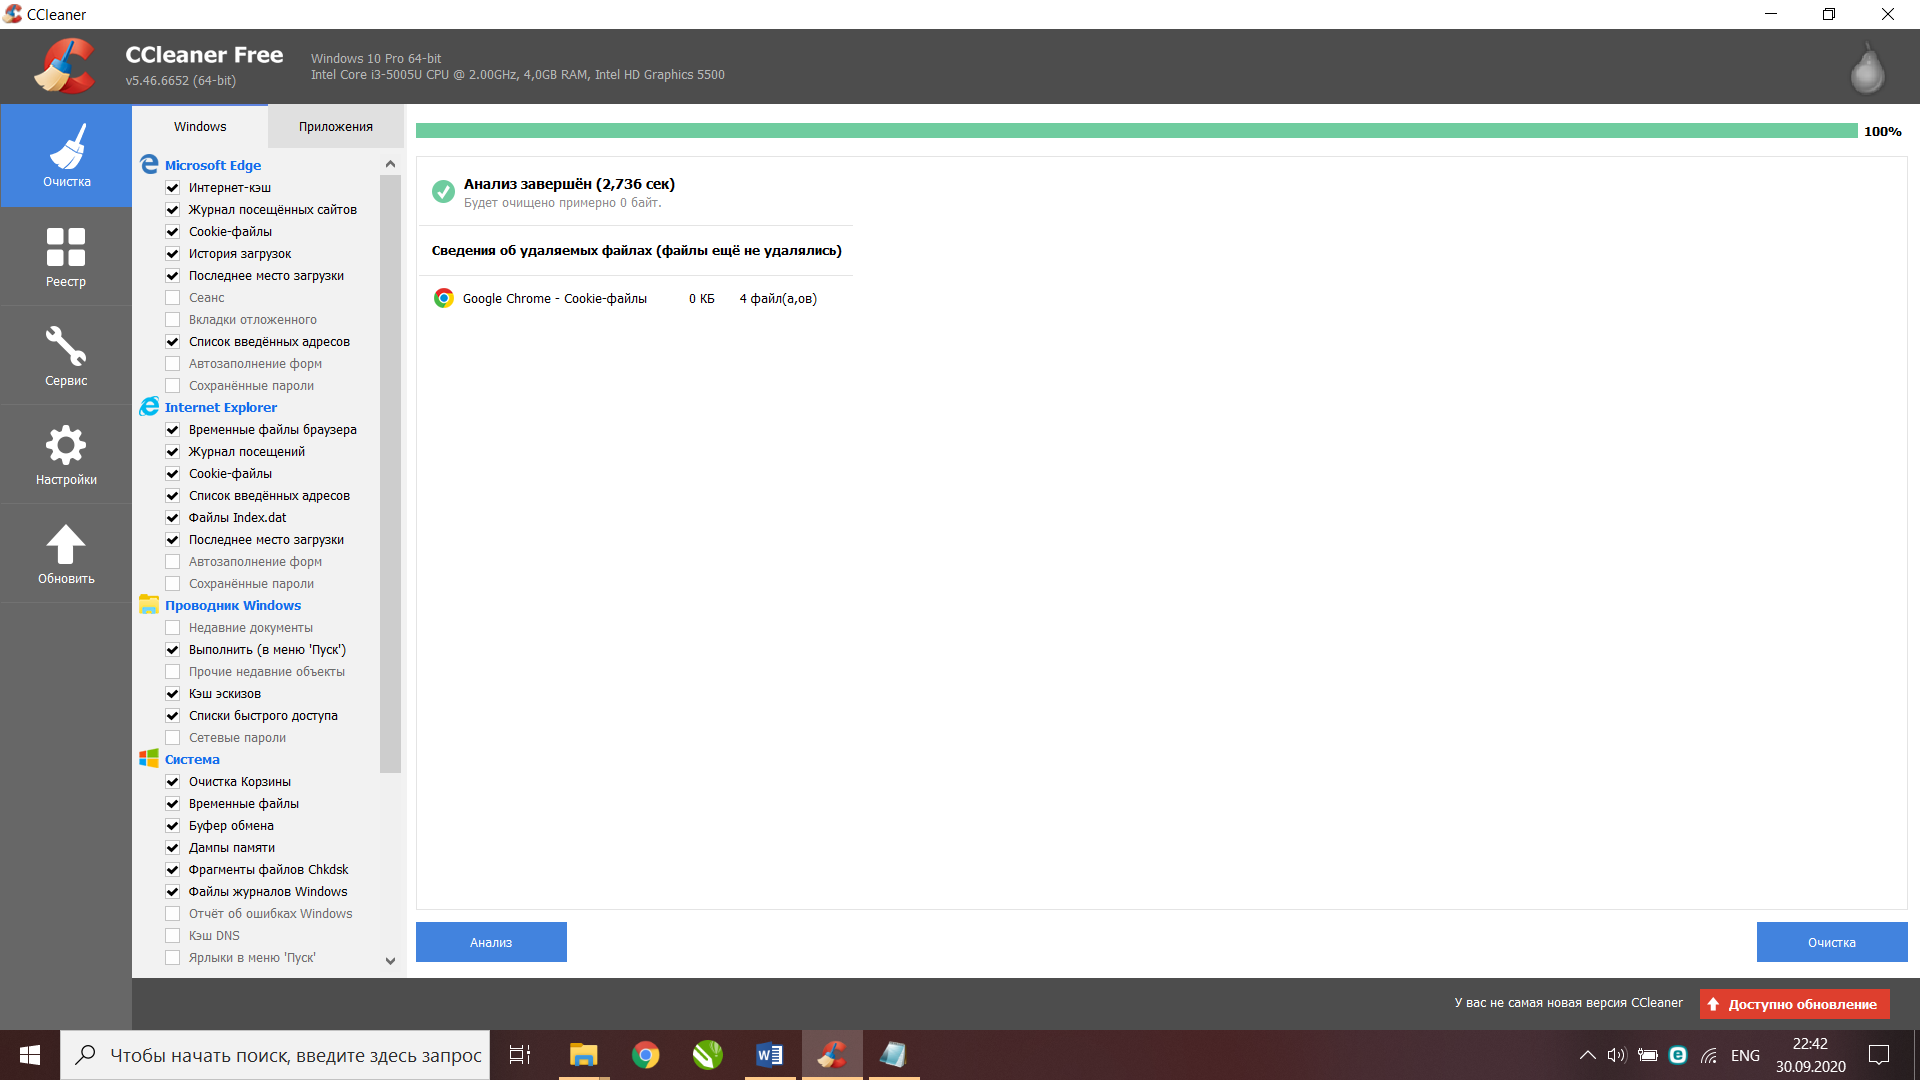 CCleaner
CCleaner Free
v5.46.6652 (64-bit)
Windows 10 Pro 64-bit
Intel Core i3-5005U CPU @ 2.00GHz, 4,0GB RAM, Intel HD Graphics 5500
Очистка
Реестр
Сервис
Настройки
Обновить
Windows
Приложения
Microsoft Edge
Интернет-кэш
Журнал посещённых сайтов
Cookie-файлы
История загрузок
Последнее место загрузки
Сеанс
Вкладки отложенного
Список введённых адресов
Автозаполнение форм
Сохранённые пароли
Internet Explorer
Временные файлы браузера
Журнал посещений
Cookie-файлы
Список введённых адресов
Файлы Index.dat
Последнее место загрузки
Автозаполнение форм
Сохранённые пароли
Проводник Windows
Недавние документы
Выполнить (в меню 'Пуск')
Прочие недавние объекты
Кэш эскизов
Списки быстрого доступа
Сетевые пароли
Система
Очистка Корзины
Временные файлы
Буфер обмена
Дампы памяти
Фрагменты файлов Chkdsk
Файлы журналов Windows
Отчёт об ошибках Windows
Кэш DNS
Ярлыки в меню 'Пуск'
100%
Анализ завершён (2,736 сек)
Будет очищено примерно 0 байт.
Сведения об удаляемых файлах (файлы ещё не удалялись)
Google Chrome - Cookie-файлы 0 КБ 4 файл(а,ов)
Анализ
Очистка
У вас не самая новая версия CCleaner
Доступно обновление
Чтобы начать поиск, введите здесь запрос
ENG
22:42
30.09.2020